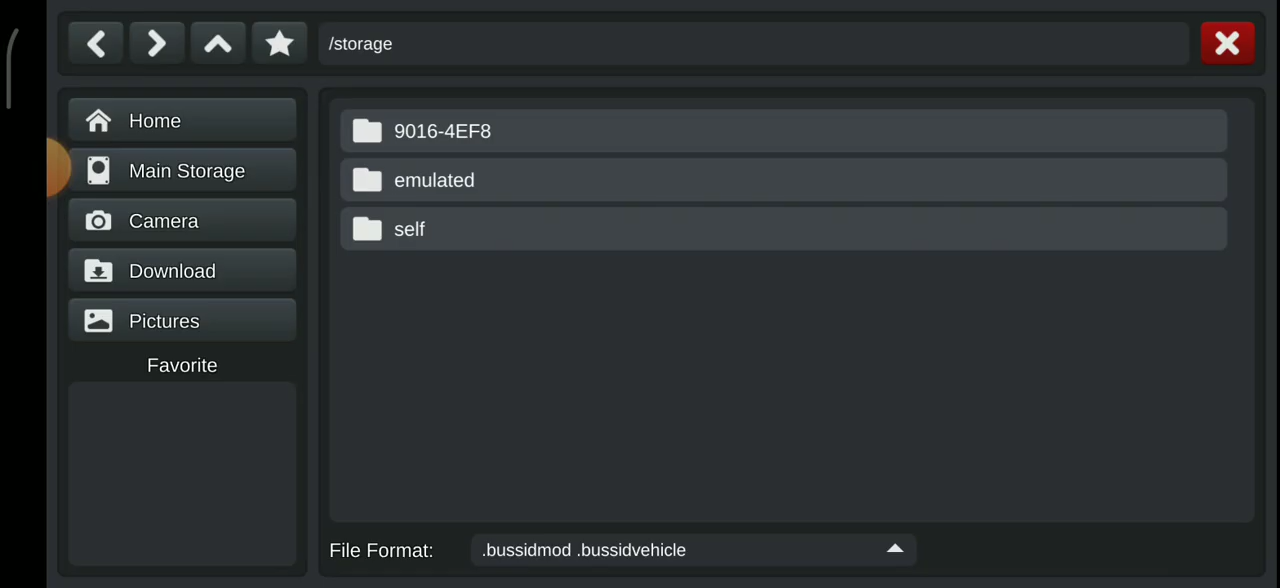 /storage
Home
Main Storage
Camera
Download
Pictures
Favorite
9016-4EF8
emulated
self
File Format: .bussidmod .bussidvehicle